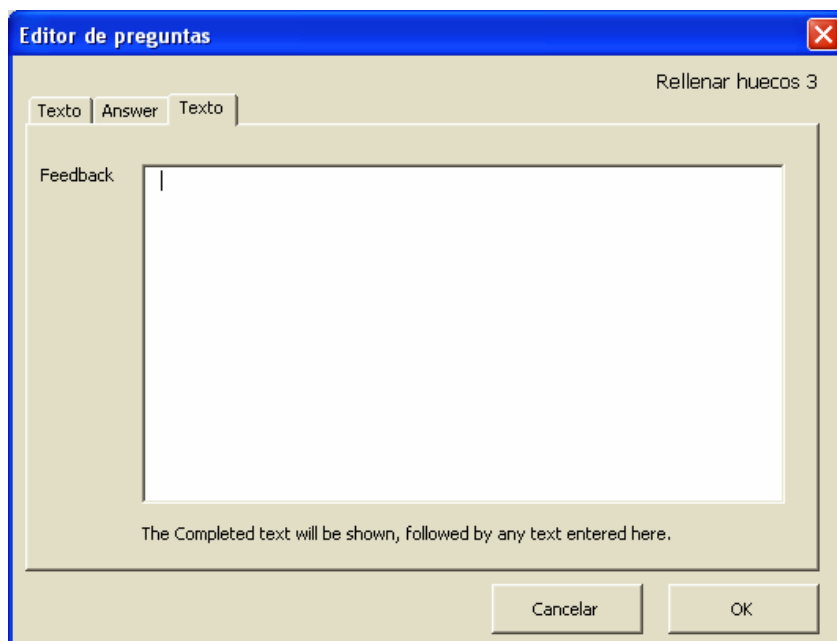 Editor de preguntas
Rellenar huecos 3
Texto Answer Texto
Feedback
The Completed text will be shown, followed by any text entered here.
Cancelar OK